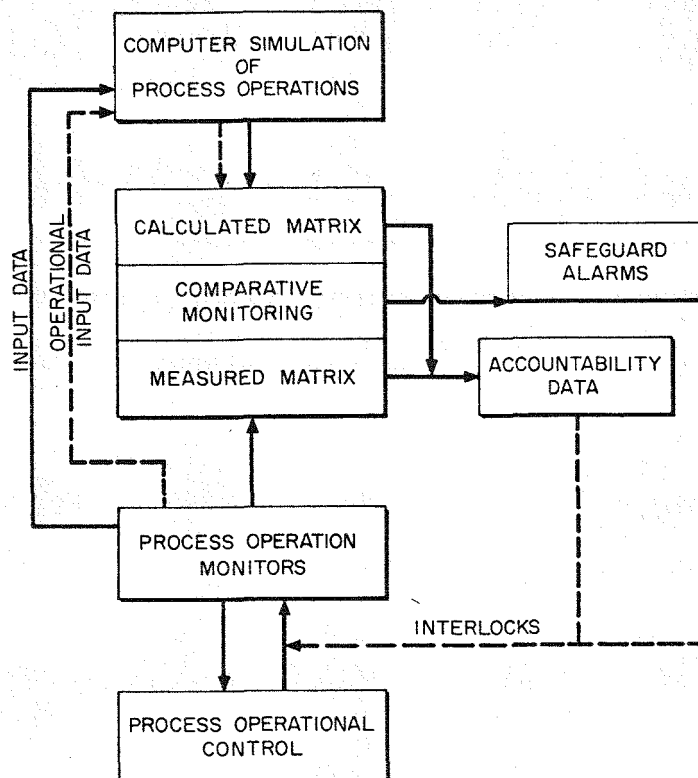 COMPUTER SIMULATION
OF
PROCESS OPERATIONS
INPUT DATA
OPERATIONAL
INPUT DATA
CALCULATED MATRIX
COMPARATIVE
MONITORING
MEASURED MATRIX
SAFEGUARD
ALARMS
ACCOUNTABILITY
DATA
PROCESS OPERATION
MONITORS
INTERLOCKS
PROCESS OPERATIONAL
CONTROL